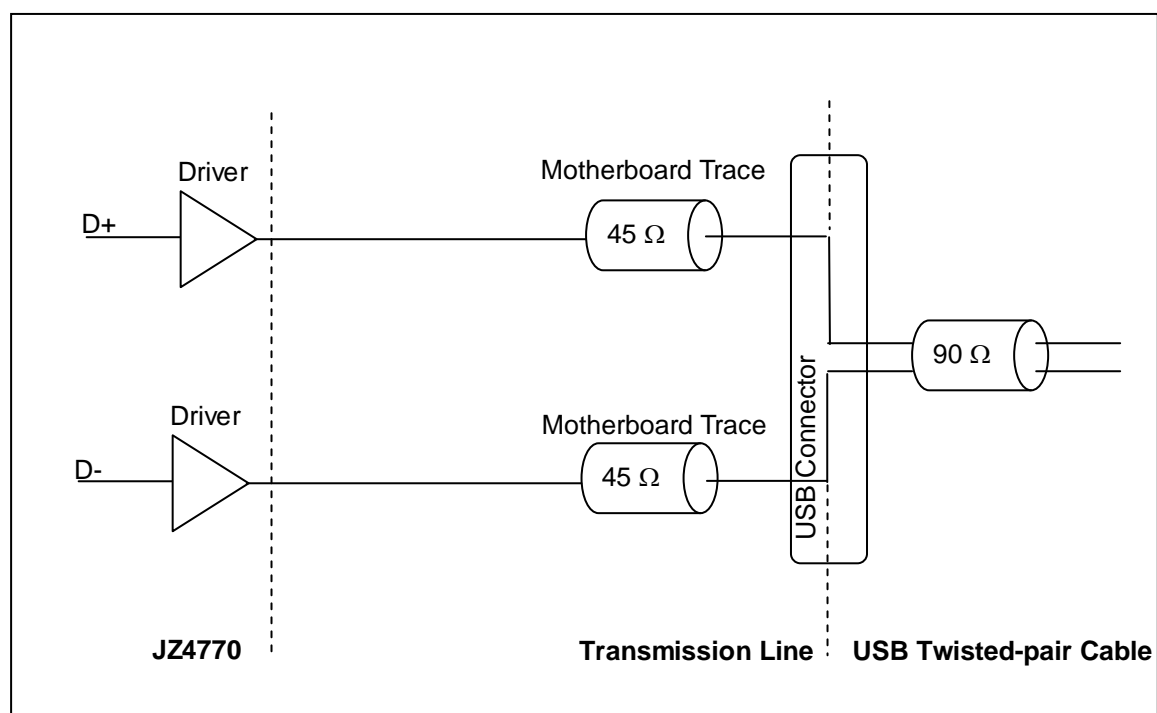 Driver
Motherboard Trace
D+
45 Ω
90 Ω
USB Connector
Driver
Motherboard Trace
D-
45 Ω
JZ4770
Transmission Line
USB Twisted-pair Cable